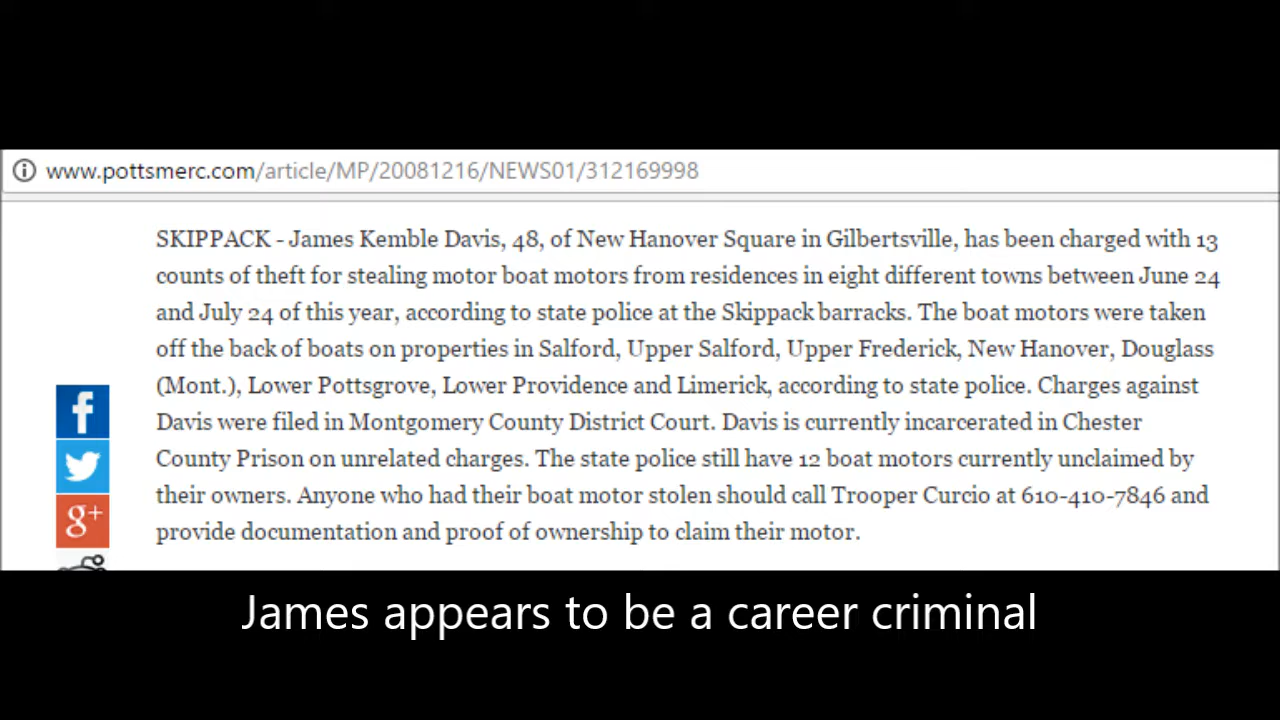 www.pottsmerc.com/article/MP/20081216/NEWS01/312169998
SKIPPACK - James Kemble Davis, 48, of New Hanover Square in Gilbertsville, has been charged with 13
counts of theft for stealing motor boat motors from residences in eight different towns between June 24
and July 24 of this year, according to state police at the Skippack barracks. The boat motors were taken
off the back of boats on properties in Salford, Upper Salford, Upper Frederick, New Hanover, Douglass
(Mont.), Lower Pottsgrove, Lower Providence and Limerick, according to state police. Charges against
Davis were filed in Montgomery County District Court. Davis is currently incarcerated in Chester
County Prison on unrelated charges. The state police still have 12 boat motors currently unclaimed by
their owners. Anyone who had their boat motor stolen should call Trooper Curcio at 610-410-7846 and
provide documentation and proof of ownership to claim their motor.
f
g+
James appears to be a career criminal